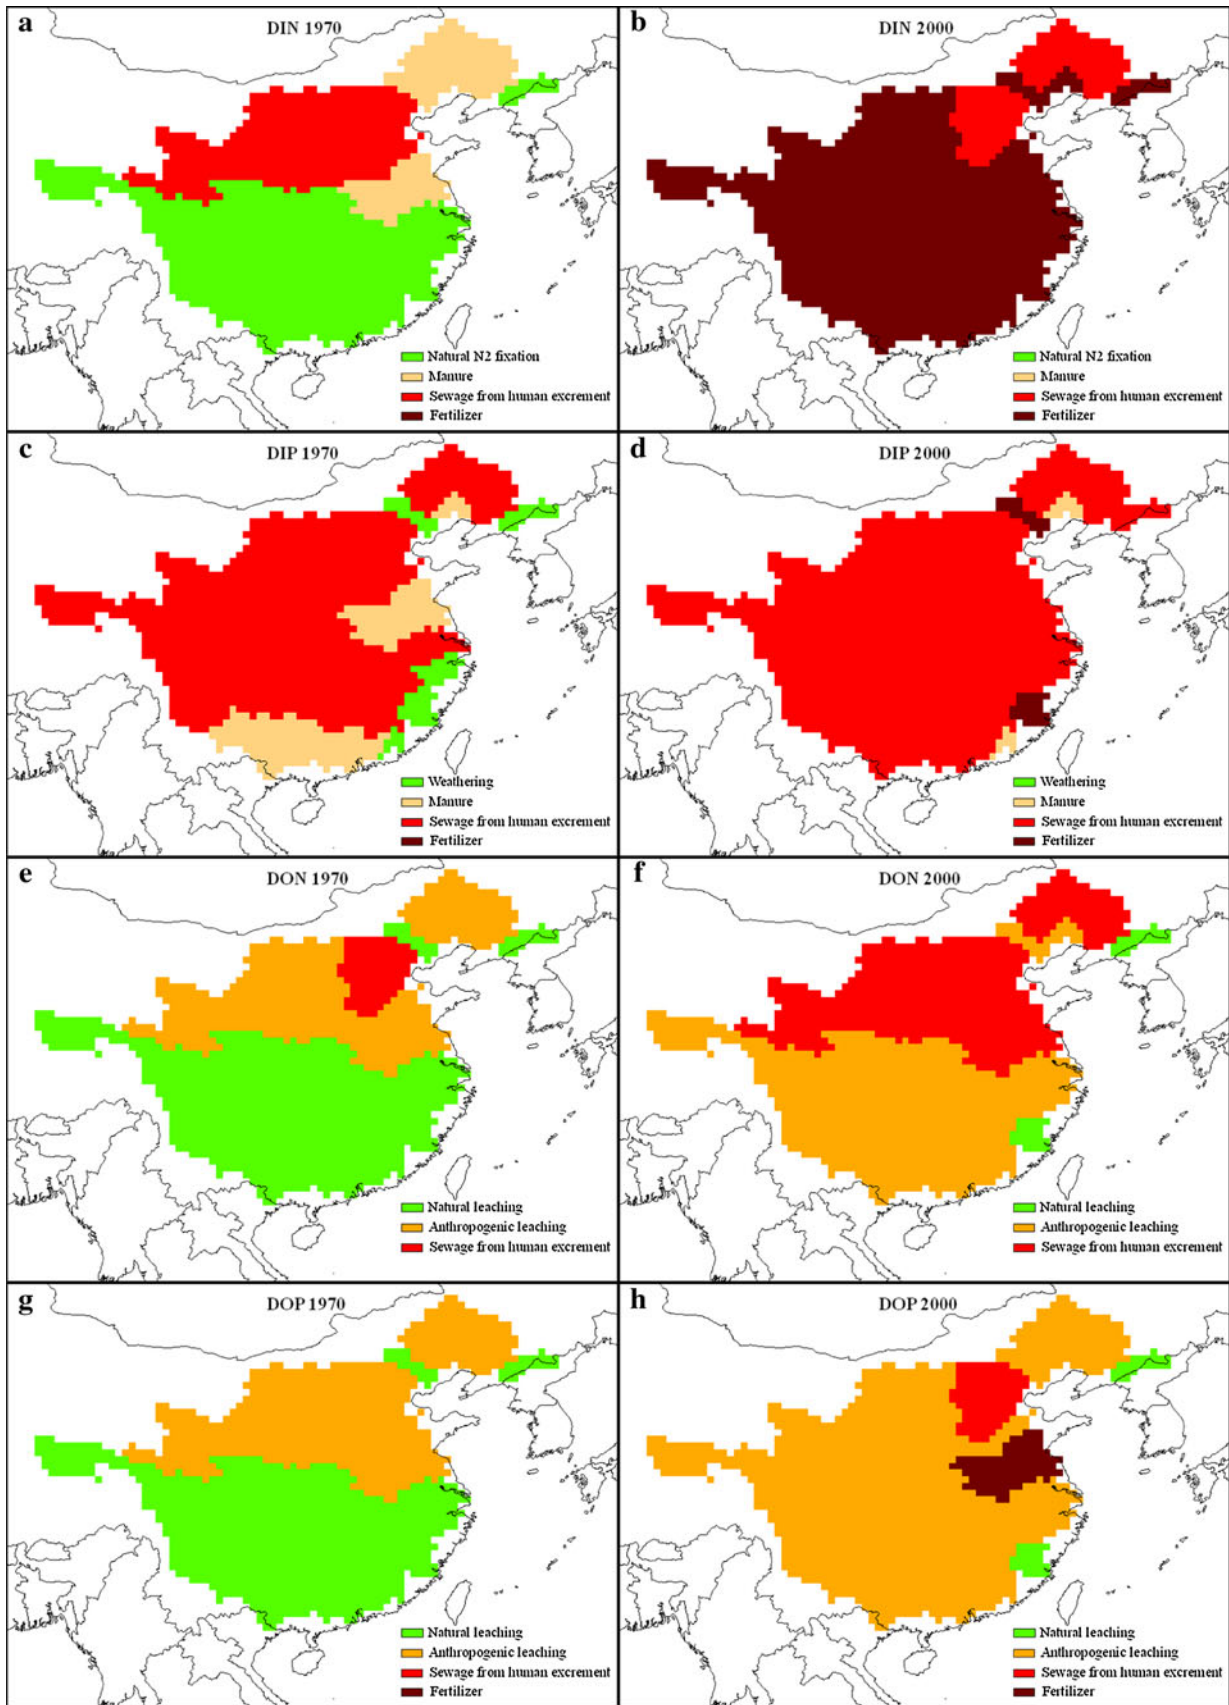 a
DIN 1970
Natural N2 fixation
Manure
Sewage from human excrement
Fertilizer
b
DIN 2000
Natural N2 fixation
Manure
Sewage from human excrement
Fertilizer
c
DIP 1970
Weathering
Manure
Sewage from human excrement
Fertilizer
d
DIP 2000
Weathering
Manure
Sewage from human excrement
Fertilizer
e
DON 1970
Natural leaching
Anthropogenic leaching
Sewage from human excrement
f
DON 2000
Natural leaching
Anthropogenic leaching
Sewage from human excrement
g
DOP 1970
Natural leaching
Anthropogenic leaching
Sewage from human excrement
Fertilizer
h
DOP 2000
Natural leaching
Anthropogenic leaching
Sewage from human excrement
Fertilizer